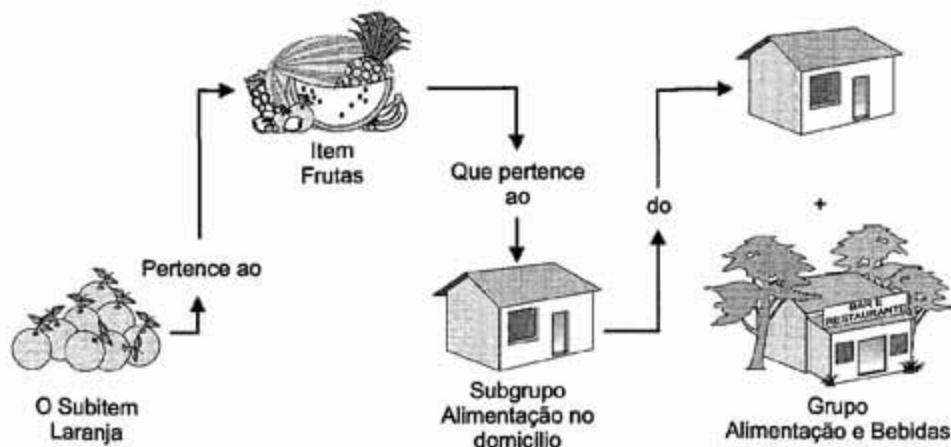 O Subitem
Laranja
Pertence ao
Item
Frutas
Que pertence
ao
Subgrupo
Alimentação no
domicílio
do
+
BAR E
RESTAURANTE
Grupo
Alimentação e Bebidas